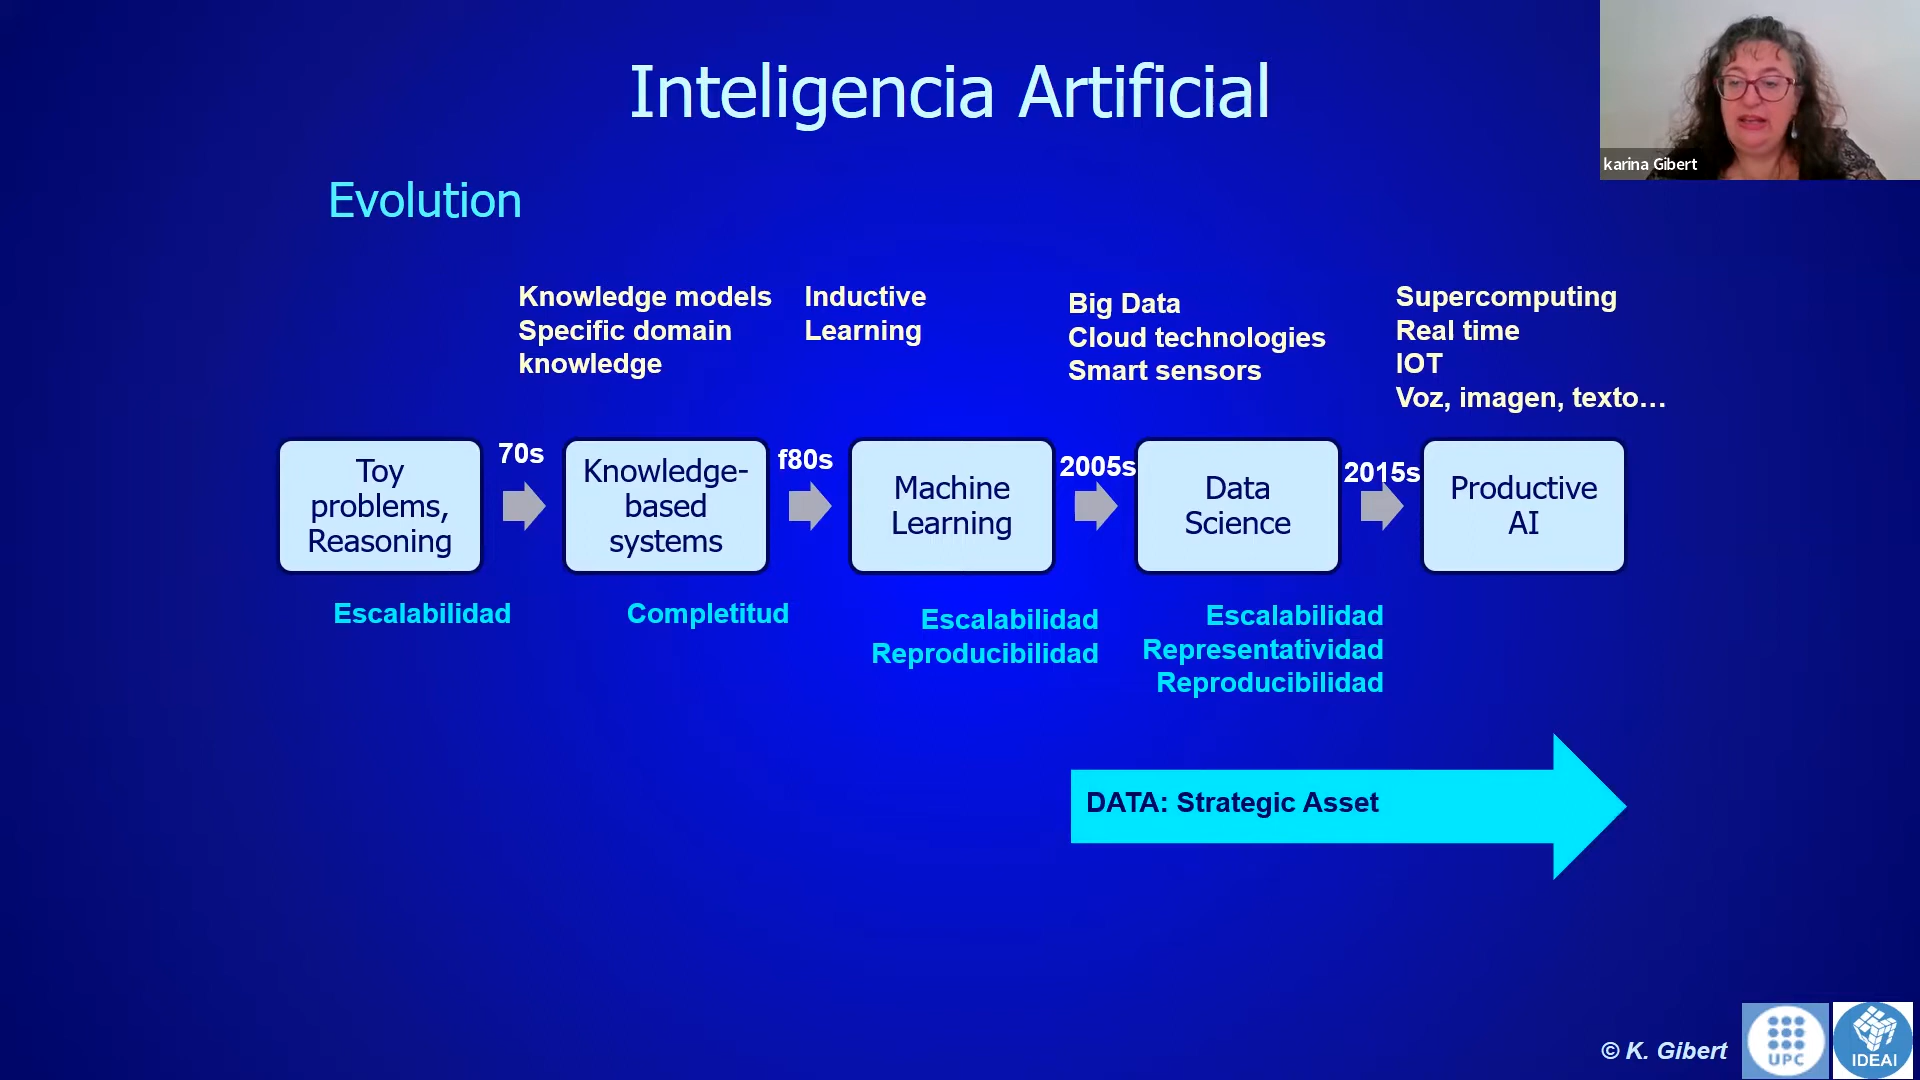 Inteligencia Artificial
karina Gibert
Evolution
Knowledge models
Specific domain
knowledge
Inductive
Learning
Big Data
Cloud technologies
Smart sensors
Supercomputing
Real time
IOT
Voz, imagen, texto…
Toy
problems,
Reasoning
70s
Knowledge-
based
systems
f80s
Machine
Learning
2005s
Data
Science
2015s
Productive
AI
Escalabilidad
Completitud
Escalabilidad
Reproducibilidad
Escalabilidad
Representatividad
Reproducibilidad
DATA: Strategic Asset
© K. Gibert
UPC
IDEAI